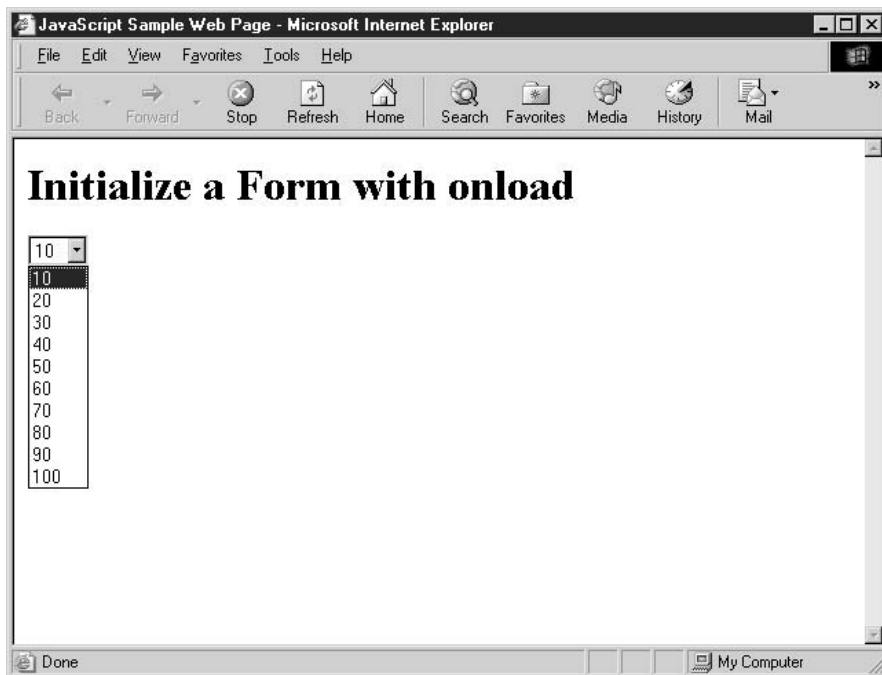 JavaScript Sample Web Page - Microsoft Internet Explorer
File Edit View Favorites Tools Help
Back Forward Stop Refresh Home Search Favorites Media History Mail »
Initialize a Form with onload
10
10
20
30
40
50
60
70
80
90
100
Done My Computer